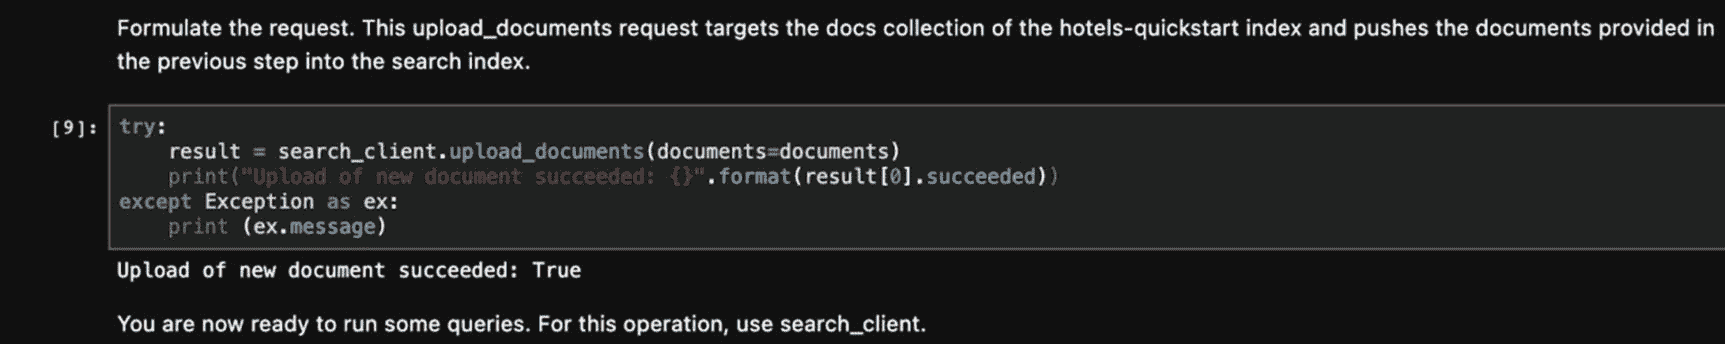 Formulate the request. This upload_documents request targets the docs collection of the hotels-quickstart index and pushes the documents provided in
the previous step into the search index.
[9]: try:
    result = search_client.upload_documents(documents=documents)
    print("Upload of new document succeeded: {}".format(result[0].succeeded))
except Exception as ex:
    print (ex.message)
Upload of new document succeeded: True
You are now ready to run some queries. For this operation, use search_client.